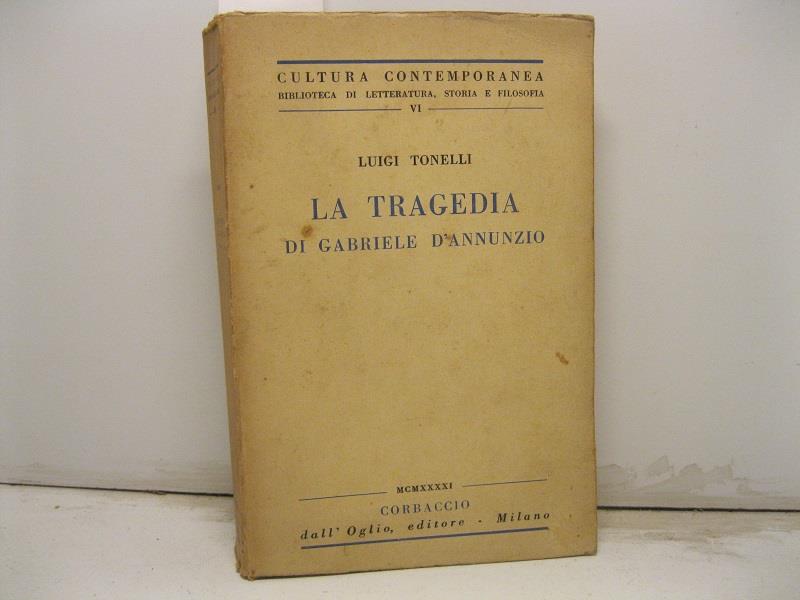 CULTURA CONTEMPORANEA
BIBLIOTECA DI LETTERATURA, STORIA E FILOSOFIA
VI
LUIGI TONELLI
LA TRAGEDIA
DI GABRIELE D'ANNUNZIO
MCMXXXXI
CORBACCIO
dall' Oglio, editore - Milano